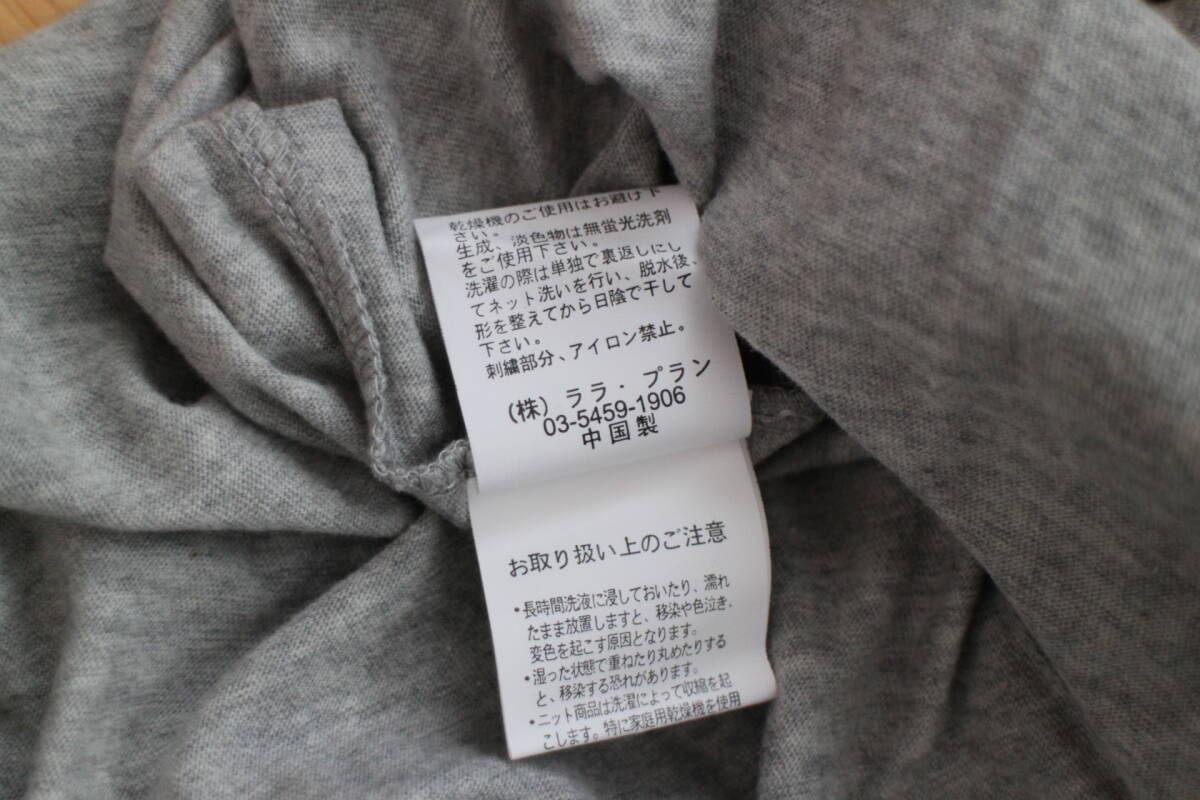 乾燥機のご使用はお避け下
さい。
生成、淡色物は無蛍光洗剤
をご使用下さい。
洗濯の際は単独で裏返しにし
てネット洗いを行い、脱水後、
形を整えてから日陰で干して
下さい。
刺繍部分、アイロン禁止。
(株) ララ・プラン
03-5459-1906
中国製
お取り扱い上のご注意
・長時間洗液に浸しておいたり、濡れ
たまま放置しますと、移染や色泣き、
変色を起こす原因となります。
・湿った状態で重ねたり丸めたりする
と、移染する恐れがあります。
・ニット商品は洗濯によって収縮を起
こします。特に家庭用乾燥機を使用